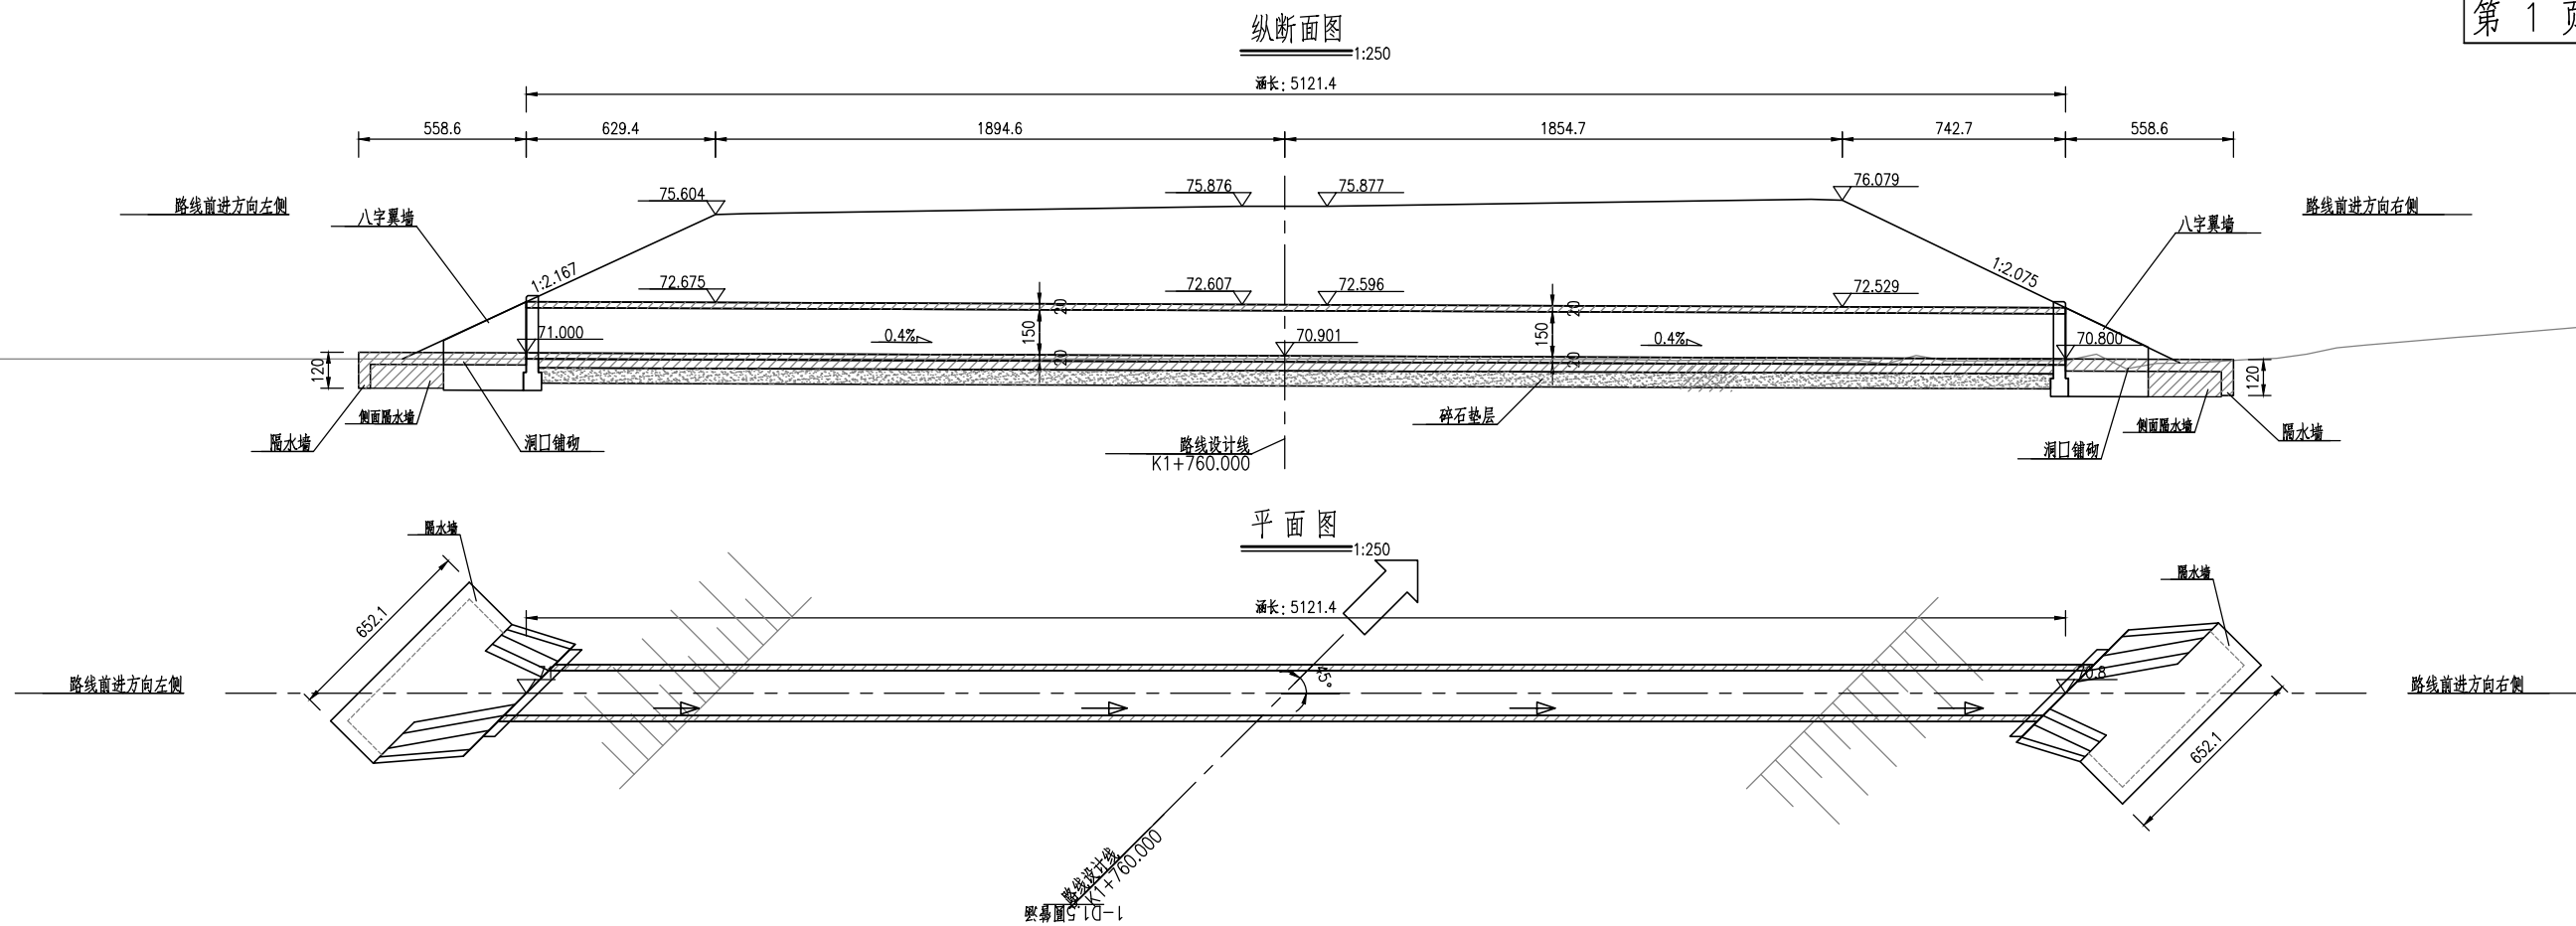 第 1 页
纵断面图
1:250
涵长: 5121.4
558.6 629.4 1894.6 1854.7 742.7 558.6
路线前进方向左侧
八字翼墙
75.604
75.876
75.877
76.079
八字翼墙
路线前进方向右侧
1:2.167
1:2.075
72.675
72.607
72.596
72.529
20
20
71.000
150
0.4%
70.901
150
0.4%
70.800
20
20
120
120
侧面隔水墙
隔水墙
洞口铺砌
碎石垫层
路线设计线
K1+760.000
侧面隔水墙
洞口铺砌
隔水墙
平面图
1:250
隔水墙
隔水墙
652.1
涵长: 5121.4
45°
路线前进方向左侧
71
70.8
路线前进方向右侧
652.1
路线设计线
K1+760.000
1-D1.5圆管涵